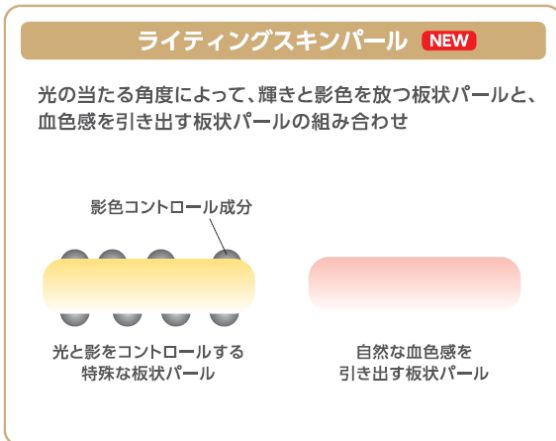 ライティングスキンパール NEW
光の当たる角度によって、輝きと影色を放つ板状パールと、
血色感を引き出す板状パールの組み合わせ
影色コントロール成分
光と影をコントロールする
特殊な板状パール
自然な血色感を
引き出す板状パール